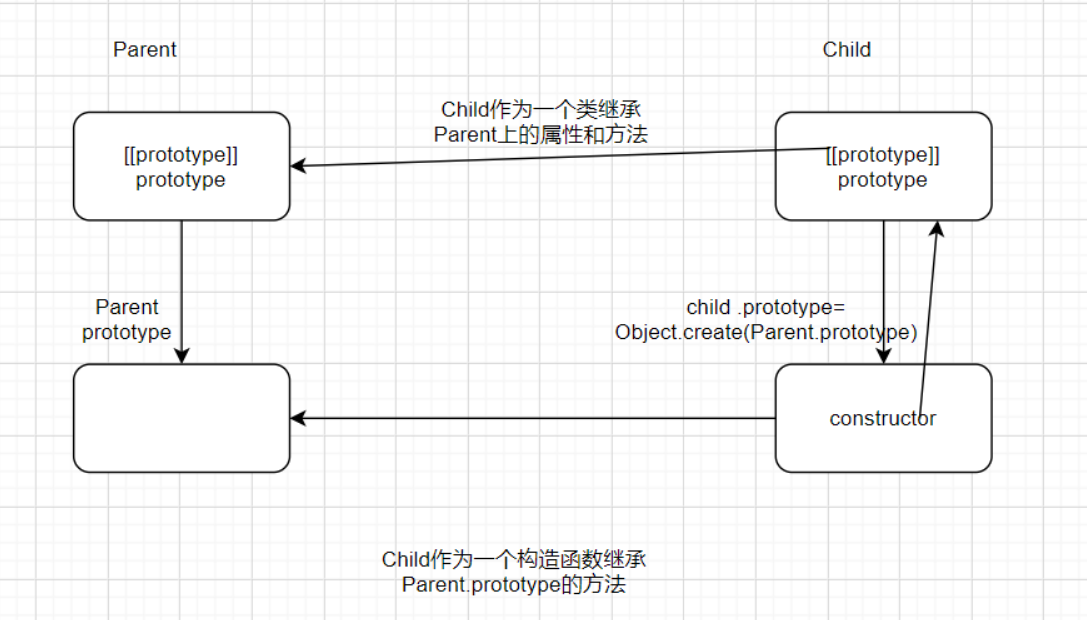 Parent
Child
Child作为一个类继承
Parent上的属性和方法
[[prototype]]
prototype
[[prototype]]
prototype
Parent
prototype
child .prototype=
Object.create(Parent.prototype)
constructor
Child作为一个构造函数继承
Parent.prototype的方法